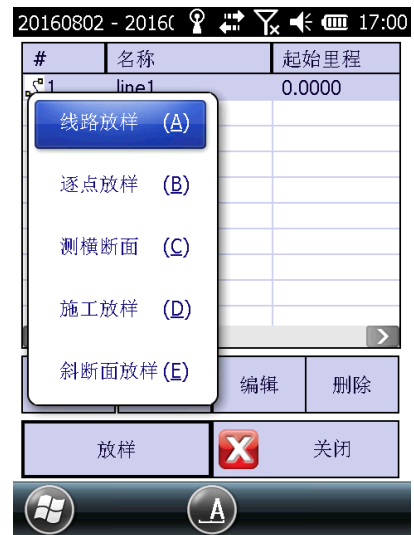 20160802 - 2016( 17:00
# 名称 起始里程
1 line1 0.0000
线路放样 (A)
逐点放样 (B)
测横断面 (C)
施工放样 (D)
斜断面放样(E)
编辑 删除
放样 关闭
A